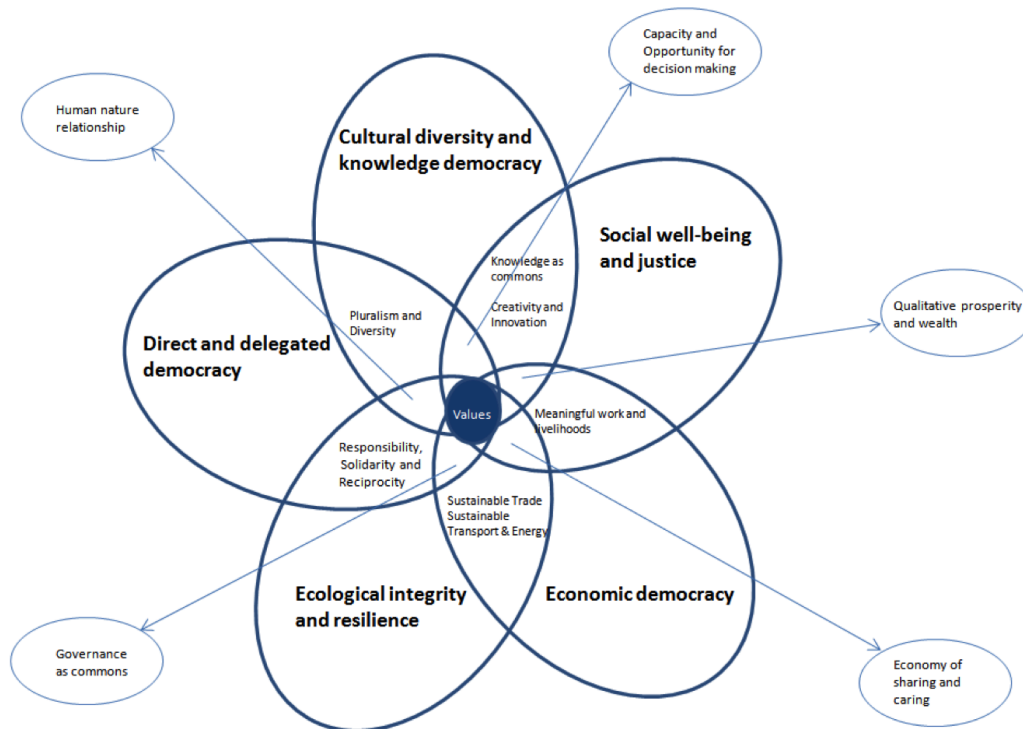 Capacity and
Opportunity for
decision making
Human nature
relationship
Cultural diversity and
knowledge democracy
Social well-being
and justice
Knowledge as
commons
Creativity and
Innovation
Qualitative prosperity
and wealth
Pluralism and
Diversity
Direct and delegated
democracy
Values
Meaningful work and
livelihoods
Responsibility,
Solidarity and
Reciprocity
Sustainable Trade
Sustainable
Transport & Energy
Ecological integrity
and resilience
Economic democracy
Governance
as commons
Economy of
sharing and
caring